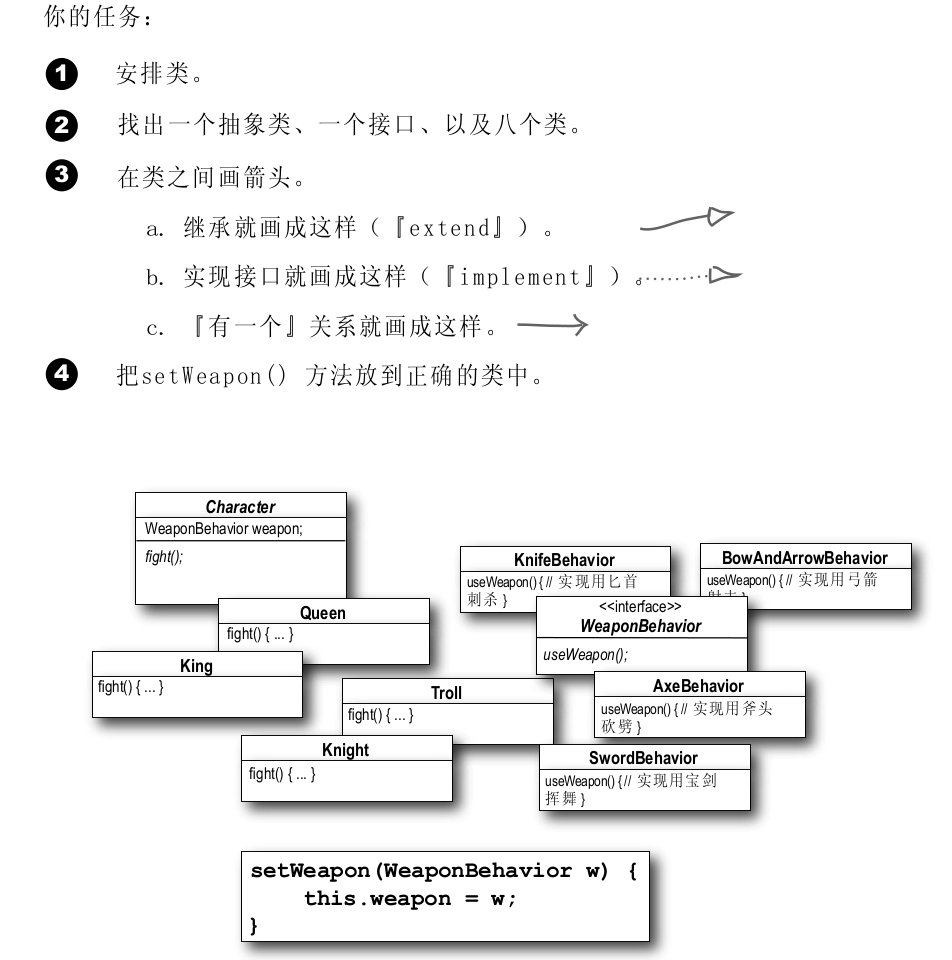 你的任务：
1 安排类。
2 找出一个抽象类、一个接口、以及八个类。
3 在类之间画箭头。
a. 继承就画成这样（『extend』）。
b. 实现接口就画成这样（『implement』）。
c. 『有一个』关系就画成这样。
4 把setWeapon() 方法放到正确的类中。
Character
WeaponBehavior weapon;
fight();
Queen
fight() { ... }
King
fight() { ... }
Troll
fight() { ... }
Knight
fight() { ... }
KnifeBehavior
useWeapon() { // 实现用匕首
刺杀 }
BowAndArrowBehavior
useWeapon() { // 实现用弓箭
<<interface>>
WeaponBehavior
useWeapon();
AxeBehavior
useWeapon() { // 实现用斧头
砍劈 }
SwordBehavior
useWeapon() { // 实现用宝剑
挥舞 }
setWeapon(WeaponBehavior w) {
this.weapon = w;
}